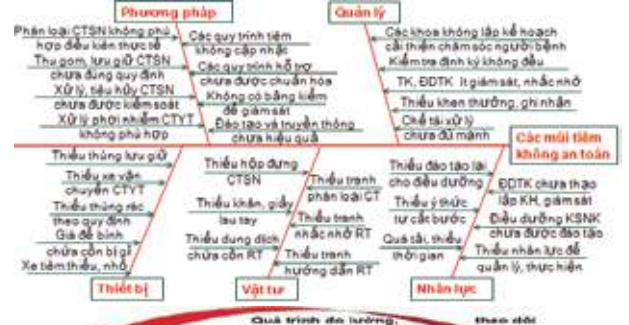 Phương pháp
Quản lý
Phân loại CTSN không phù
hợp điều kiện thực tế
Thu gom, lưu giữ CTSN
chưa đúng quy định
Xử lý, tiêu hủy CTSN
chưa được kiểm soát
Xử lý phơi nhiễm CTYT
không phù hợp
Các quy trình tiêm
không cập nhật
Các quy trình hỗ trợ
chưa được chuẩn hóa
Không có bảng kiểm
để giám sát
Đào tạo và truyền thông
chưa hiệu quả
Các khoa không lập kế hoạch
cải thiện chăm sóc người bệnh
Kiểm tra định kỳ không đều
TK, ĐDTK ít giám sát, nhắc nhở
Thiếu khen thưởng, ghi nhận
Chế tài xử lý
chưa đủ mạnh
Các mũi tiêm
không an toàn
Thiếu thùng lưu giữ
Thiếu xe vận
chuyển CTYT
Thiếu thùng rác
theo quy định
Giá để bình
chứa cồn bị gỉ
Xe tiêm thiếu, nhỏ
Thiếu hộp đựng
CTSN
Thiếu khăn, giấy
lau tay
Thiếu dung dịch
chứa cồn RT
Thiếu tranh
phân loại CT
Thiếu tranh
nhắc nhở RT
Thiếu tranh
hướng dẫn RT
Thiếu đào tạo lại
cho điều dưỡng
Thiếu ý thức
tự cắt bước
Quá tải, thiếu
thời gian
ĐDTK chưa thạo
lập KH, giám sát
Điều dưỡng KSNK
chưa được đào tạo
Thiếu nhân lực để
quản lý, thực hiện
Thiết bị
Vật tư
Nhân lực
Quá trình đo lường, theo dõi